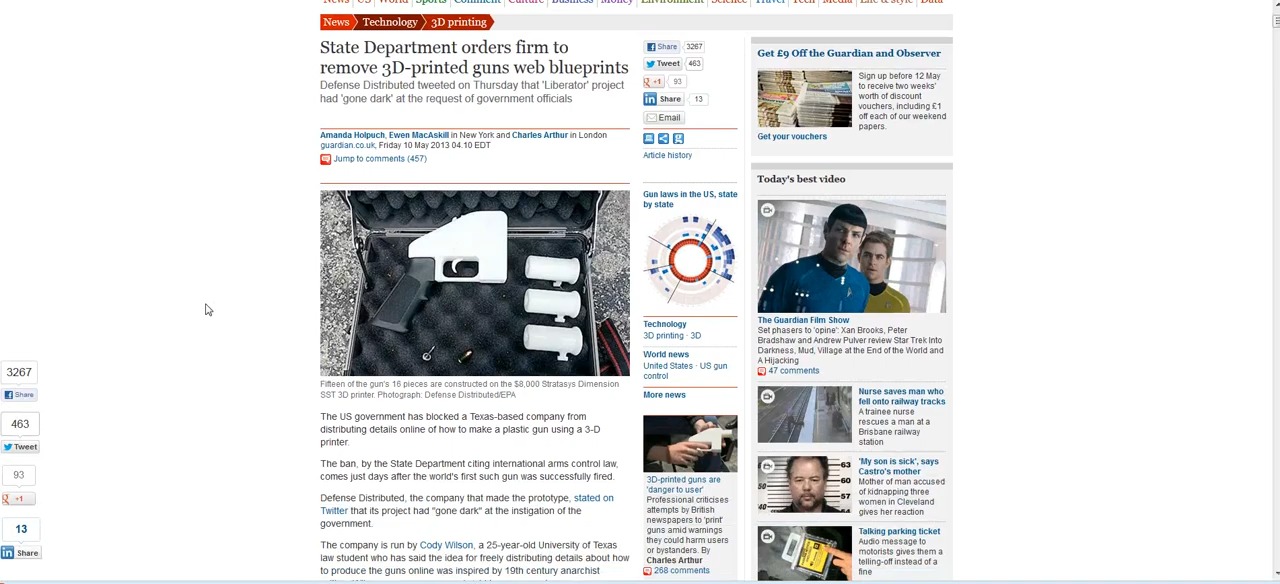 News US World Sports Comment Culture Business Money Environment Science Travel Tech Media Life & style Data
News Technology 3D printing
State Department orders firm to
remove 3D-printed guns web blueprints
Defense Distributed tweeted on Thursday that 'Liberator' project
had 'gone dark' at the request of government officials
Amanda Holpuch, Ewen MacAskill in New York and Charles Arthur in London
guardian.co.uk, Friday 10 May 2013 04.10 EDT
Jump to comments (457)
Fifteen of the gun's 16 pieces are constructed on the $8,000 Stratasys Dimension
SST 3D printer. Photograph: Defense Distributed/EPA
The US government has blocked a Texas-based company from
distributing details online of how to make a plastic gun using a 3-D
printer.
The ban, by the State Department citing international arms control law,
comes just days after the world's first such gun was successfully fired.
Defense Distributed, the company that made the prototype, stated on
Twitter that its project had "gone dark" at the instigation of the
government.
The company is run by Cody Wilson, a 25-year-old University of Texas
law student who has said the idea for freely distributing details about how
to produce the guns online was inspired by 19th century anarchist
Share 3267
Tweet 463
+1 93
Share 13
Email
Article history
Gun laws in the US, state
by state
Technology
3D printing · 3D
World news
United States · US gun
control
More news
3D-printed guns are
'danger to user'
Professional criticises
attempts by British
newspapers to 'print'
guns amid warnings
they could harm users
or bystanders. By
Charles Arthur
268 comments
Get £9 Off the Guardian and Observer
Sign up before 12 May
to receive two weeks'
worth of discount
vouchers, including £1
off each of our weekend
papers.
Get your vouchers
Today's best video
The Guardian Film Show
Set phasers to 'opine': Xan Brooks, Peter
Bradshaw and Andrew Pulver review Star Trek Into
Darkness, Mud, Village at the End of the World and
A Hijacking
47 comments
Nurse saves man who
fell onto railway tracks
A trainee nurse
rescues a man at a
Brisbane railway
station
'My son is sick', says
Castro's mother
Mother of man accused
of kidnapping three
women in Cleveland
gives her reaction
Talking parking ticket
Audio message to
motorists gives them a
telling-off instead of a
fine
3267
Share
463
Tweet
93
+1
13
Share